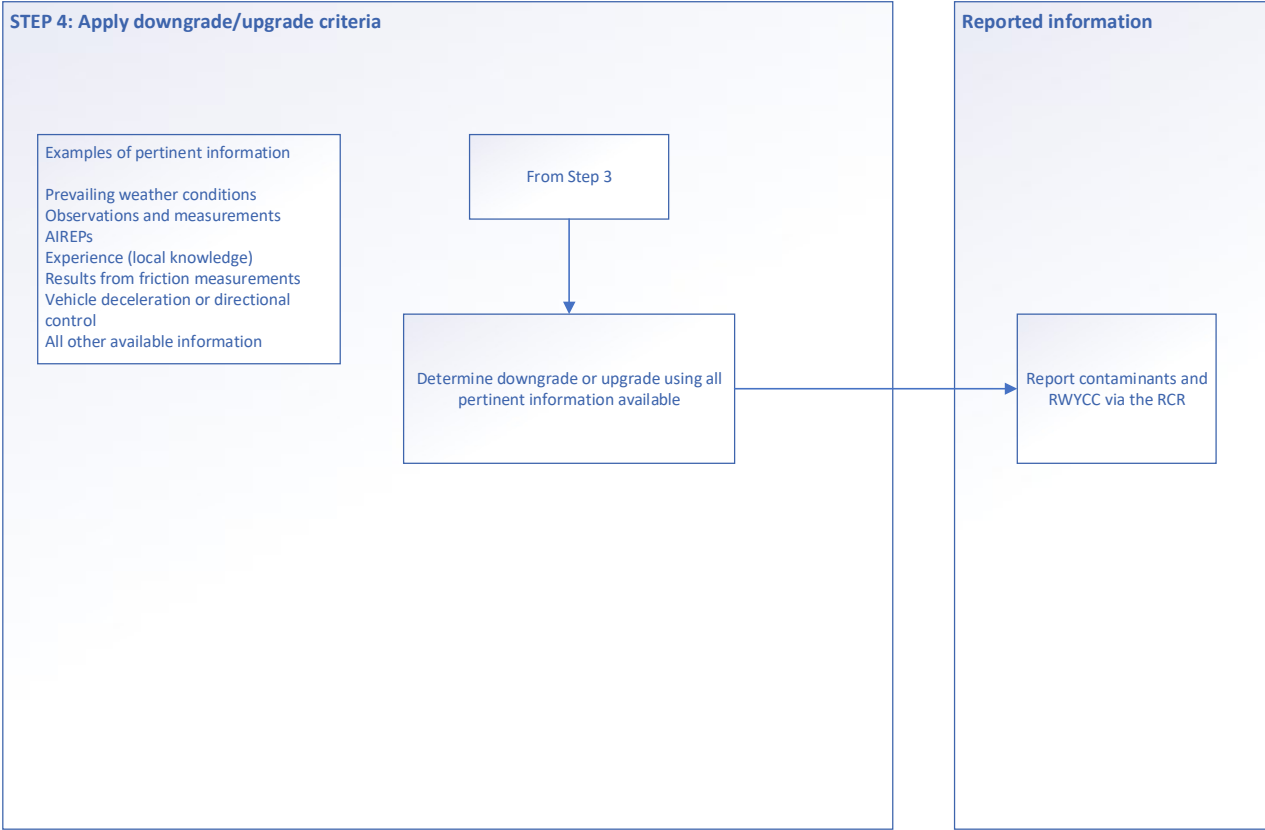 STEP 4: Apply downgrade/upgrade criteria
Reported information
Examples of pertinent information
Prevailing weather conditions
Observations and measurements
AIREPs
Experience (local knowledge)
Results from friction measurements
Vehicle deceleration or directional
control
All other available information
From Step 3
Determine downgrade or upgrade using all
pertinent information available
Report contaminants and
RWYCC via the RCR